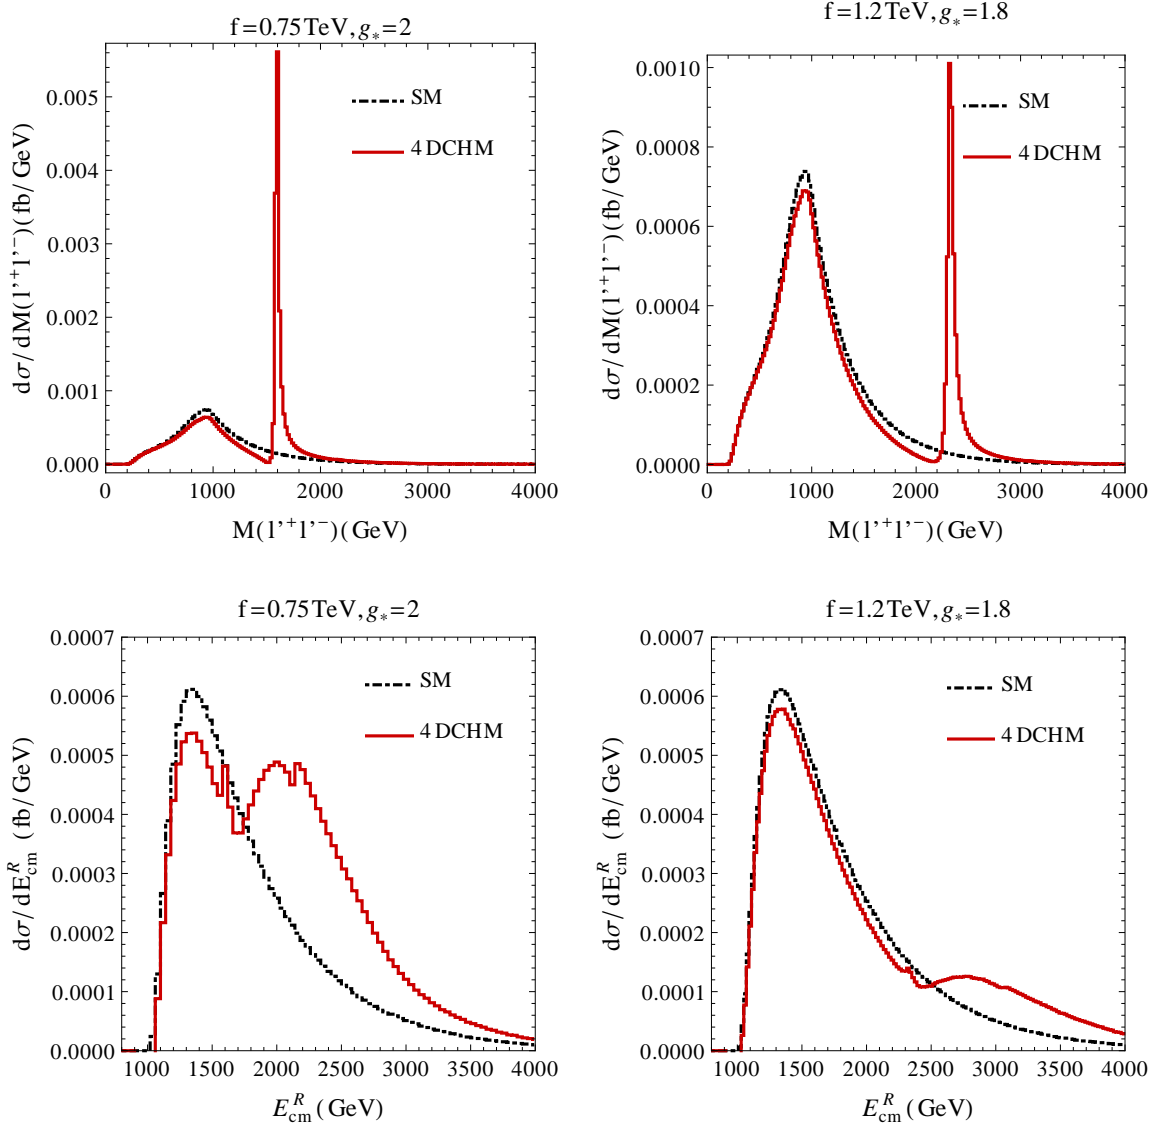 f=0.75TeV, g*=2
dσ/dM(l'+l'−)(fb/GeV)
0.005
0.004
0.003
0.002
0.001
0.000
SM
4DCHM
0 1000 2000 3000 4000
M(l'+l'−)(GeV)
f=1.2TeV, g*=1.8
dσ/dM(l'+l'−)(fb/GeV)
0.0010
0.0008
0.0006
0.0004
0.0002
0.0000
SM
4DCHM
0 1000 2000 3000 4000
M(l'+l'−)(GeV)
f=0.75TeV, g*=2
dσ/dE^R_cm (fb/GeV)
0.0007
0.0006
0.0005
0.0004
0.0003
0.0002
0.0001
0.0000
SM
4DCHM
1000 1500 2000 2500 3000 3500 4000
E^R_cm(GeV)
f=1.2TeV, g*=1.8
dσ/dE^R_cm (fb/GeV)
0.0007
0.0006
0.0005
0.0004
0.0003
0.0002
0.0001
0.0000
SM
4DCHM
1000 1500 2000 2500 3000 3500 4000
E^R_cm(GeV)